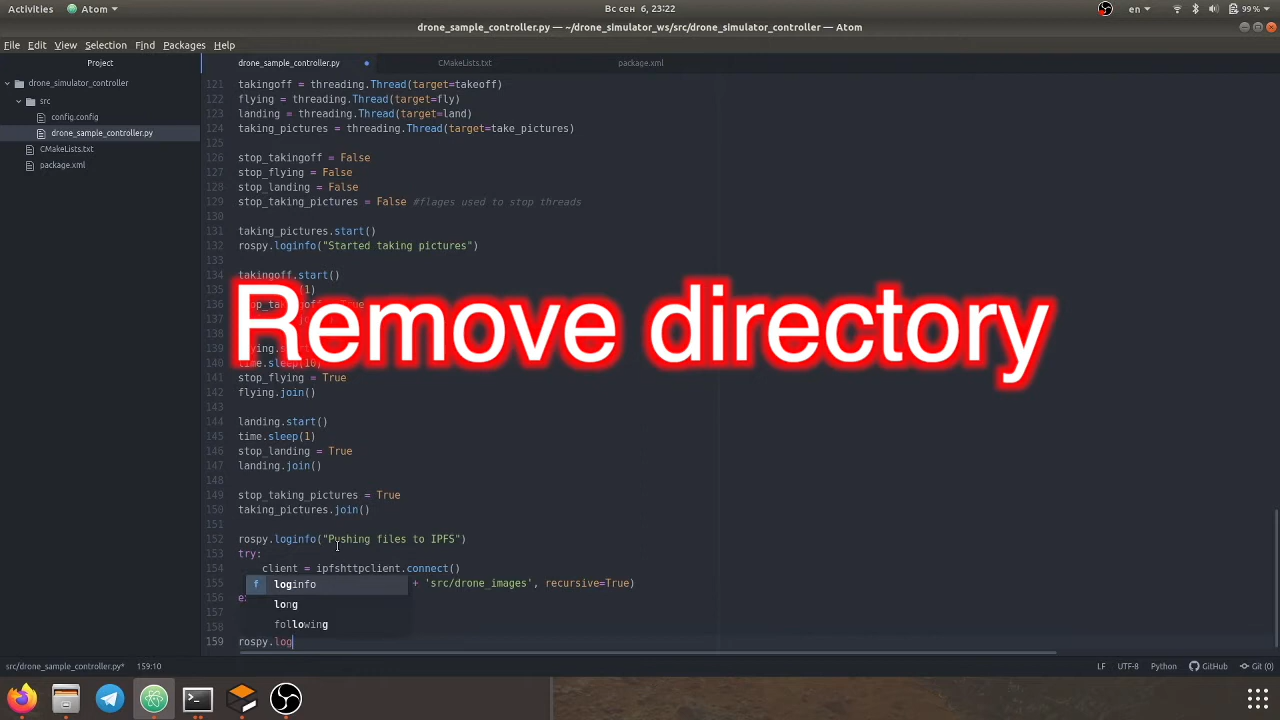 Activities Atom Вс сен 6, 23:22 en 99%
drone_sample_controller.py — ~/drone_simulator_ws/src/drone_simulator_controller — Atom
File Edit View Selection Find Packages Help
Project drone_sample_controller.py CMakeLists.txt package.xml
drone_simulator_controller
src
config.config
drone_sample_controller.py
CMakeLists.txt
package.xml
121 takingoff = threading.Thread(target=takeoff)
122 flying = threading.Thread(target=fly)
123 landing = threading.Thread(target=land)
124 taking_pictures = threading.Thread(target=take_pictures)
125
126 stop_takingoff = False
127 stop_flying = False
128 stop_landing = False
129 stop_taking_pictures = False #flages used to stop threads
130
131 taking_pictures.start()
132 rospy.loginfo("Started taking pictures")
133
134 takingoff.start()
Remove directory
140 time.sleep(10)
141 stop_flying = True
142 flying.join()
143
144 landing.start()
145 time.sleep(1)
146 stop_landing = True
147 landing.join()
148
149 stop_taking_pictures = True
150 taking_pictures.join()
151
152 rospy.loginfo("Pushing files to IPFS")
153 try:
154 client = ipfshttpclient.connect()
155 + 'src/drone_images', recursive=True)
156
157
158
159 rospy.log
f loginfo
long
following
src/drone_sample_controller.py* 159:10 LF UTF-8 Python GitHub Git (0)